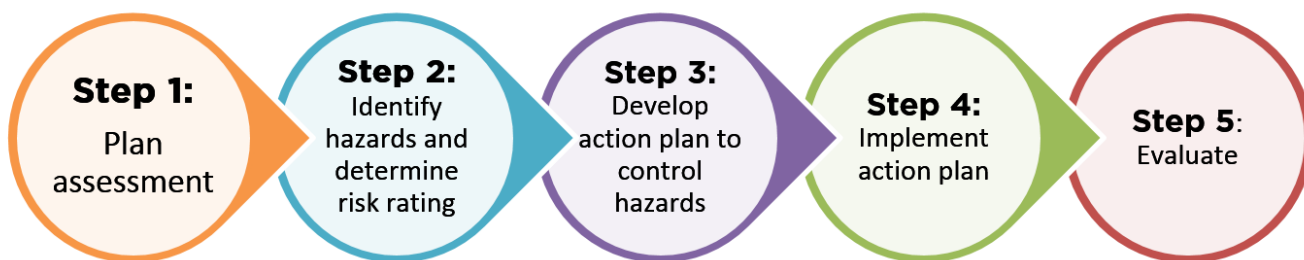 Step 1:
Plan
assessment
Step 2:
Identify
hazards and
determine
risk rating
Step 3:
Develop
action plan to
control
hazards
Step 4:
Implement
action plan
Step 5:
Evaluate